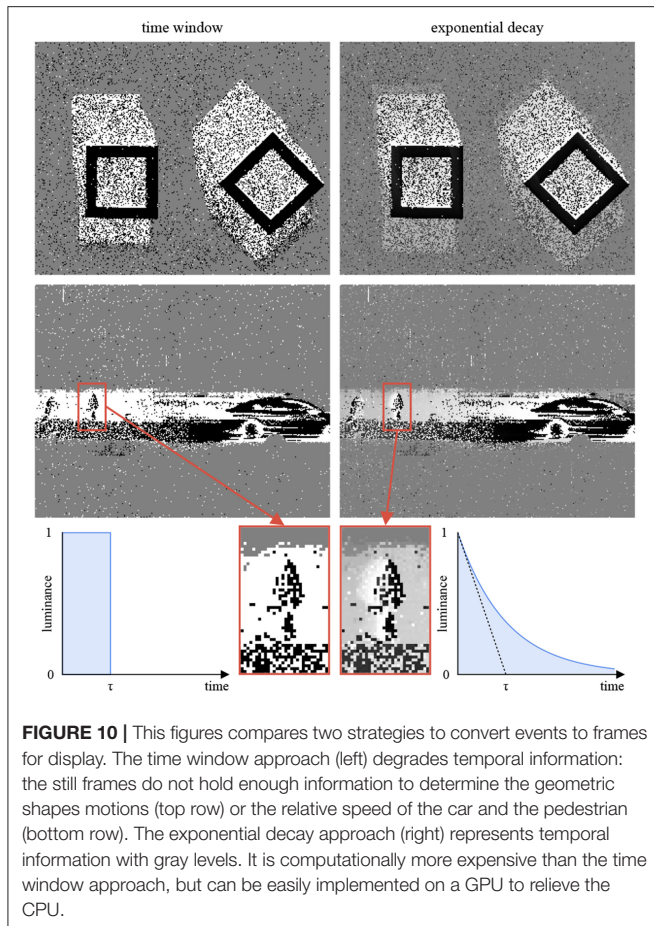 time window
exponential decay
1
luminance
0
τ
time
1
luminance
0
τ
time
FIGURE 10 | This figures compares two strategies to convert events to frames
for display. The time window approach (left) degrades temporal information:
the still frames do not hold enough information to determine the geometric
shapes motions (top row) or the relative speed of the car and the pedestrian
(bottom row). The exponential decay approach (right) represents temporal
information with gray levels. It is computationally more expensive than the time
window approach, but can be easily implemented on a GPU to relieve the
CPU.